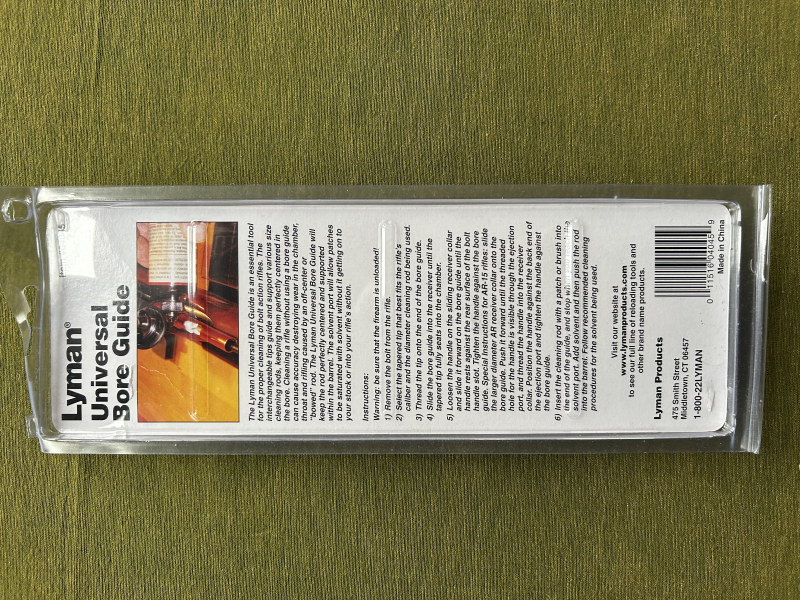 Lyman®
Universal
Bore Guide
The Lyman Universal Bore Guide is an essential tool
for the proper cleaning of bolt action rifles. The
interchangeable tips guide and support various size
cleaning rods, keeping them perfectly centered in
the bore. Cleaning a rifle without using a bore guide
can cause accuracy destroying wear in the chamber,
throat and rifling caused by an off-center or
"bowed" rod. The Lyman Universal Bore Guide will
keep the rod perfectly centered and supported
within the barrel. The solvent port will allow patches
to be saturated with solvent without it getting on to
your stock or into your rifle's action.
Instructions:
Warning: be sure that the firearm is unloaded!
1) Remove the bolt from the rifle.
2) Select the tapered tip that best fits the rifle's
caliber and the diameter cleaning rod being used.
3) Thread the tip onto the end of the bore guide.
4) Slide the bore guide into the receiver until the
tapered tip fully seats into the chamber.
5) Loosen the handle on the sliding receiver collar
and slide it forward on the bore guide until the
handle rests against the rear surface of the bolt
handle slot. Tighten the handle against the bore
guide. Special Instructions for AR-15 rifles: slide
the large diameter AR receiver collar onto the
bore guide. Push it forward until the threaded
hole for the handle is visible through the ejection
port, and thread the handle into the receiver
collar. Position the handle against the back end of
the ejection port and tighten the handle against
the bore guide.
6) Insert the cleaning rod with a patch or brush into
the end of the guide, and stop the
solvent port. Add solvent and then push the rod
into the barrel. Follow recommended cleaning
procedures for the solvent being used.
Visit our website at
www.lymanproducts.com
to see our full line of reloading tools and
other brand name products.
Lyman Products
475 Smith Street
Middletown, CT 06457
1-800-22LYMAN
0 11516 04045 9
Made in China